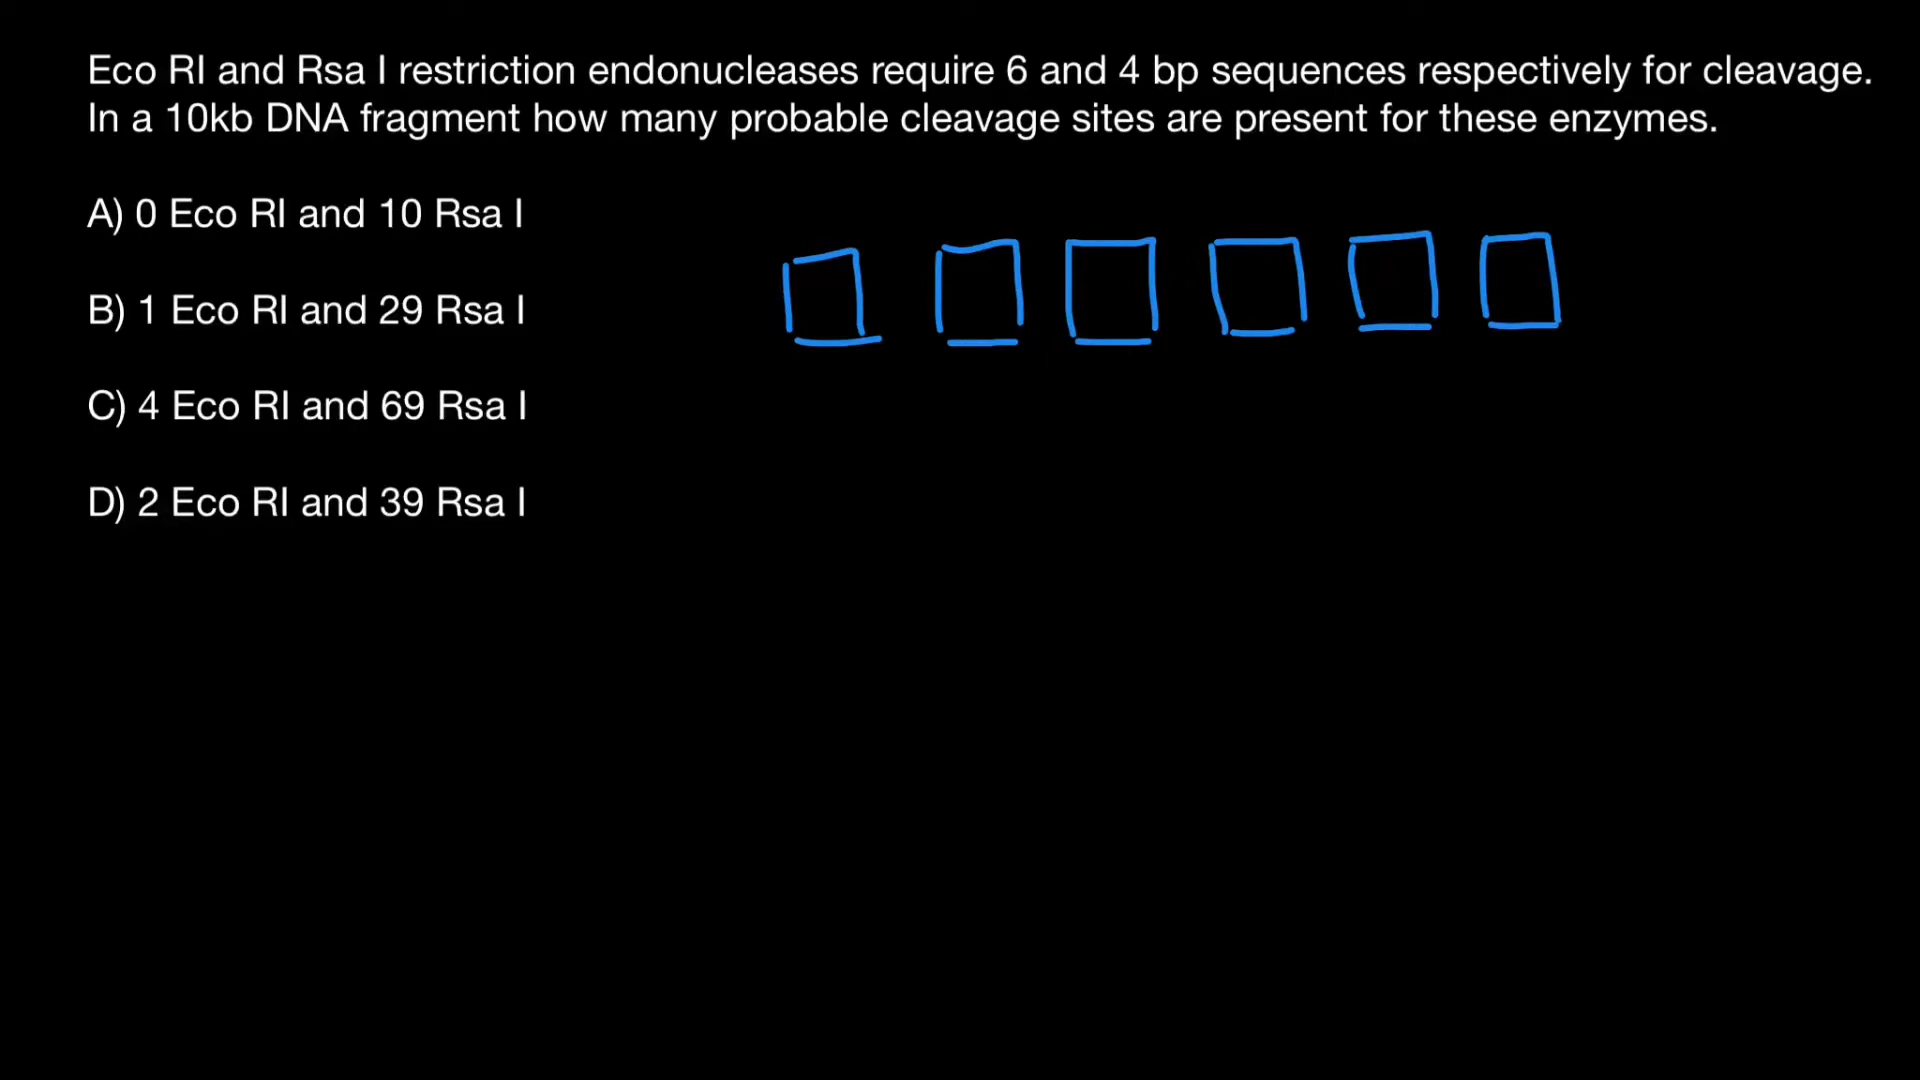 Eco RI and Rsa I restriction endonucleases require 6 and 4 bp sequences respectively for cleavage.
In a 10kb DNA fragment how many probable cleavage sites are present for these enzymes.
A) 0 Eco RI and 10 Rsa I
B) 1 Eco RI and 29 Rsa I
C) 4 Eco RI and 69 Rsa I
D) 2 Eco RI and 39 Rsa I